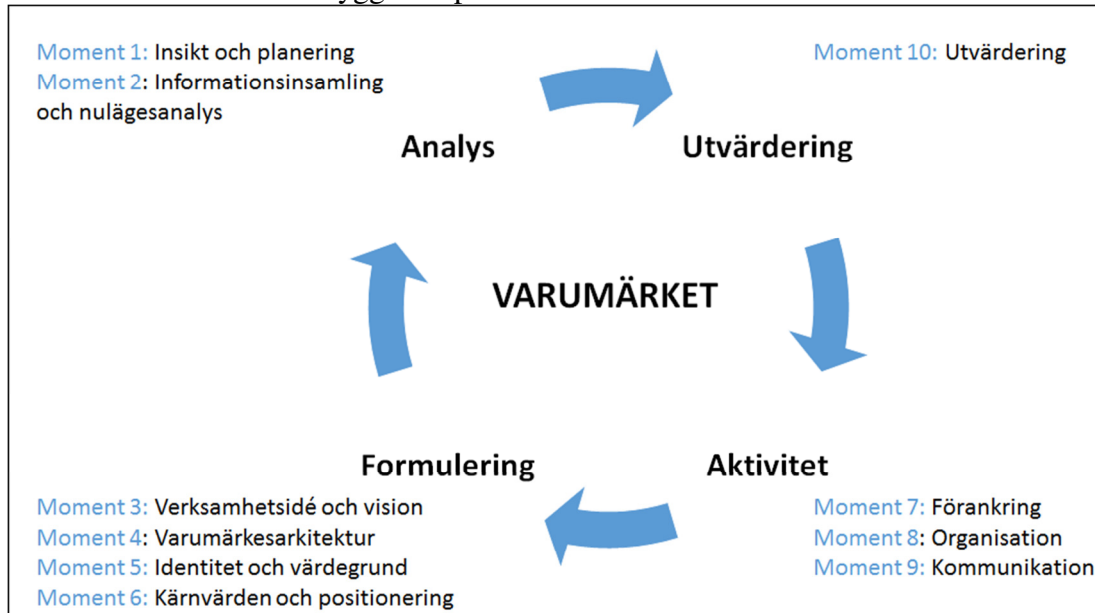 Moment 1: Insikt och planering
Moment 2: Informationsinsamling
och nulägesanalys
Moment 10: Utvärdering
Analys
Utvärdering
VARUMÄRKET
Formulering
Aktivitet
Moment 3: Verksamhetsidé och vision
Moment 4: Varumärkesarkitektur
Moment 5: Identitet och värdegrund
Moment 6: Kärnvärden och positionering
Moment 7: Förankring
Moment 8: Organisation
Moment 9: Kommunikation